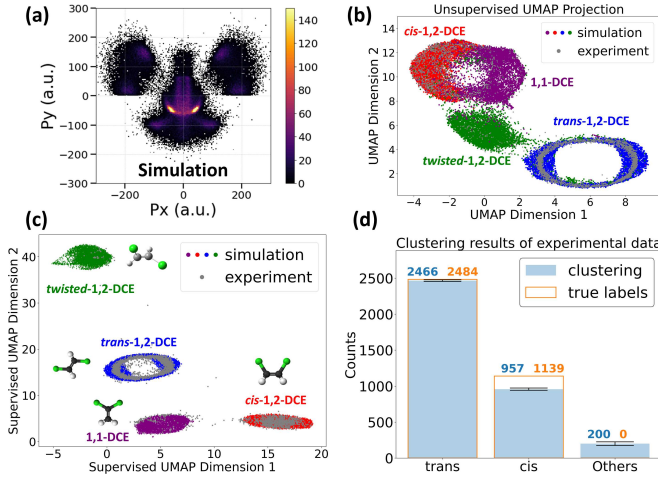 (a)
300
200
100
0
−100
−200
300
Py (a.u.)
Simulation
−200
0
200
Px (a.u.)
140
120
100
80
60
40
20
0
(b)
Unsupervised UMAP Projection
cis-1,2-DCE
simulation
experiment
1,1-DCE
trans-1,2-DCE
twisted-1,2-DCE
14
12
10
8
6
4
2
0
UMAP Dimension 2
−4
−2
0
2
4
6
8
UMAP Dimension 1
(c)
simulation
experiment
twisted-1,2-DCE
trans-1,2-DCE
cis-1,2-DCE
1,1-DCE
40
30
20
10
0
Supervised UMAP Dimension 2
−5
0
5
10
15
20
Supervised UMAP Dimension 1
(d)
Clustering results of experimental data
2466 2484
clustering
true labels
957 1139
200 0
2500
2000
1500
1000
500
0
Counts
trans
cis
Others